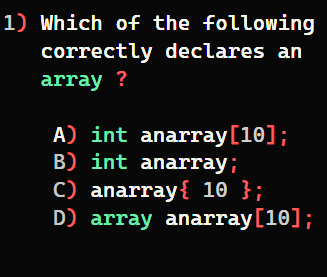 1) Which of the following
correctly declares an
array ?
A) int anarray[10];
B) int anarray;
C) anarray{ 10 };
D) array anarray[10];